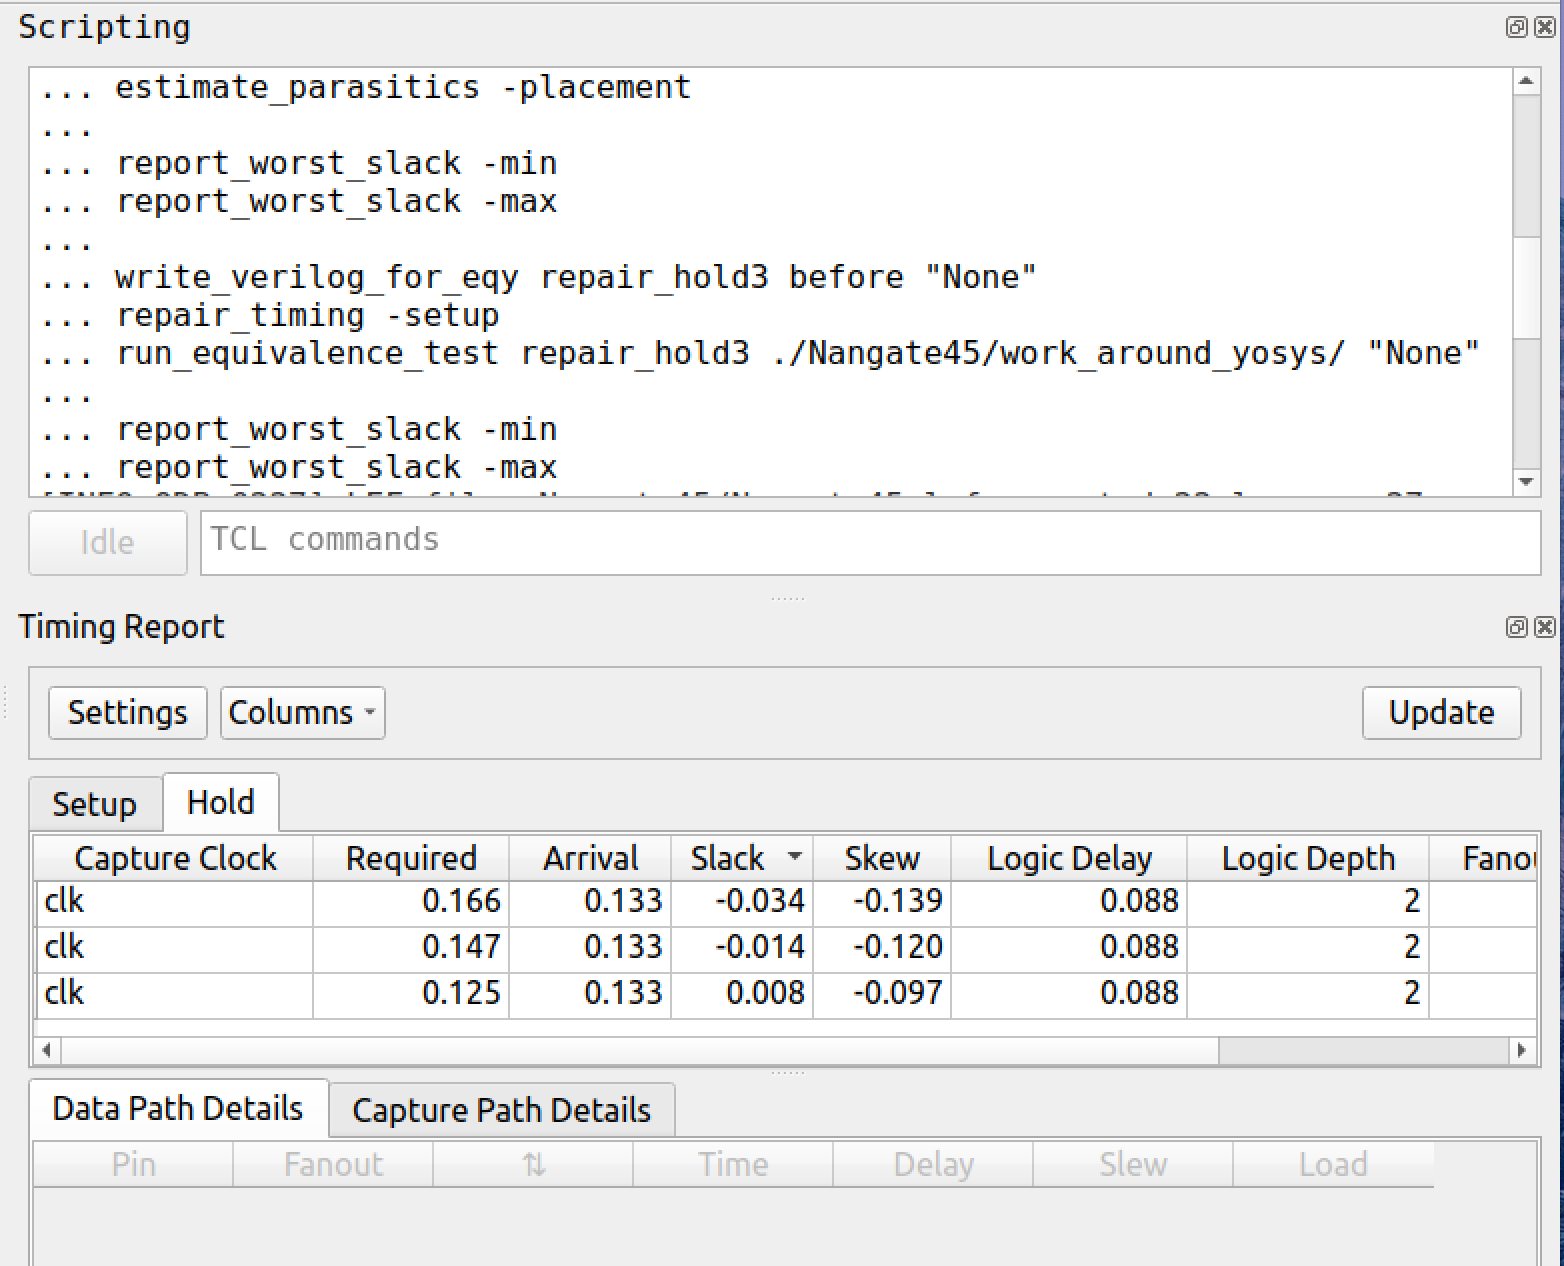 Scripting
... estimate_parasitics -placement
...
... report_worst_slack -min
... report_worst_slack -max
...
... write_verilog_for_eqy repair_hold3 before "None"
... repair_timing -setup
... run_equivalence_test repair_hold3 ./Nangate45/work_around_yosys/ "None"
...
... report_worst_slack -min
... report_worst_slack -max
Idle TCL commands
Timing Report
Settings Columns Update
Setup Hold
Capture Clock Required Arrival Slack Skew Logic Delay Logic Depth
clk 0.166 0.133 -0.034 -0.139 0.088 2
clk 0.147 0.133 -0.014 -0.120 0.088 2
clk 0.125 0.133 0.008 -0.097 0.088 2
Data Path Details Capture Path Details
Pin Fanout ⇅ Time Delay Slew Load